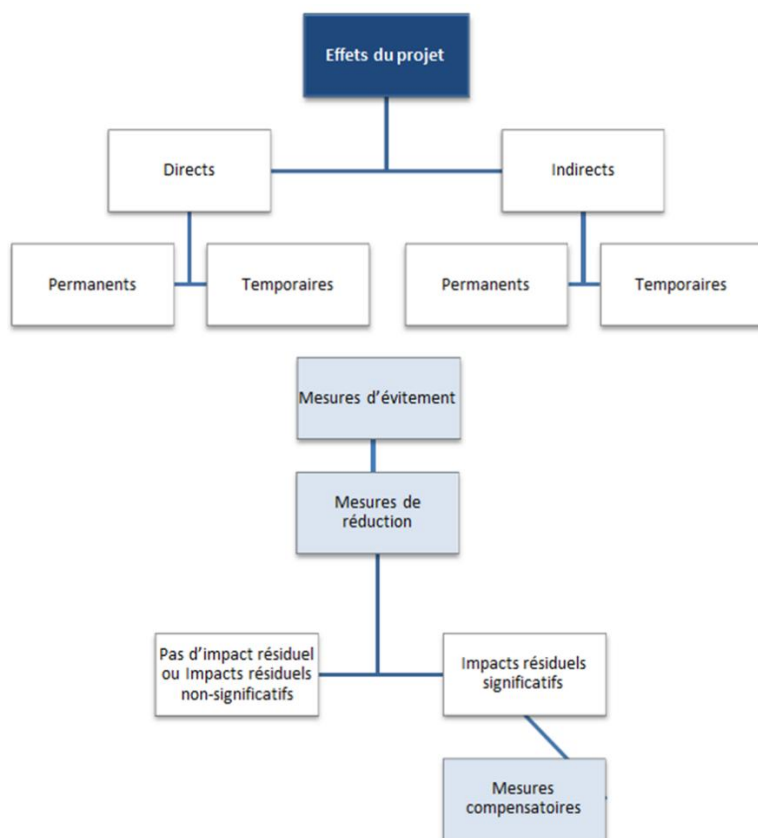 Effets du projet
Directs
Indirects
Permanents
Temporaires
Permanents
Temporaires
Mesures d'évitement
Mesures de
réduction
Pas d'impact résiduel
ou Impacts résiduels
non-significatifs
Impacts résiduels
significatifs
Mesures
compensatoires